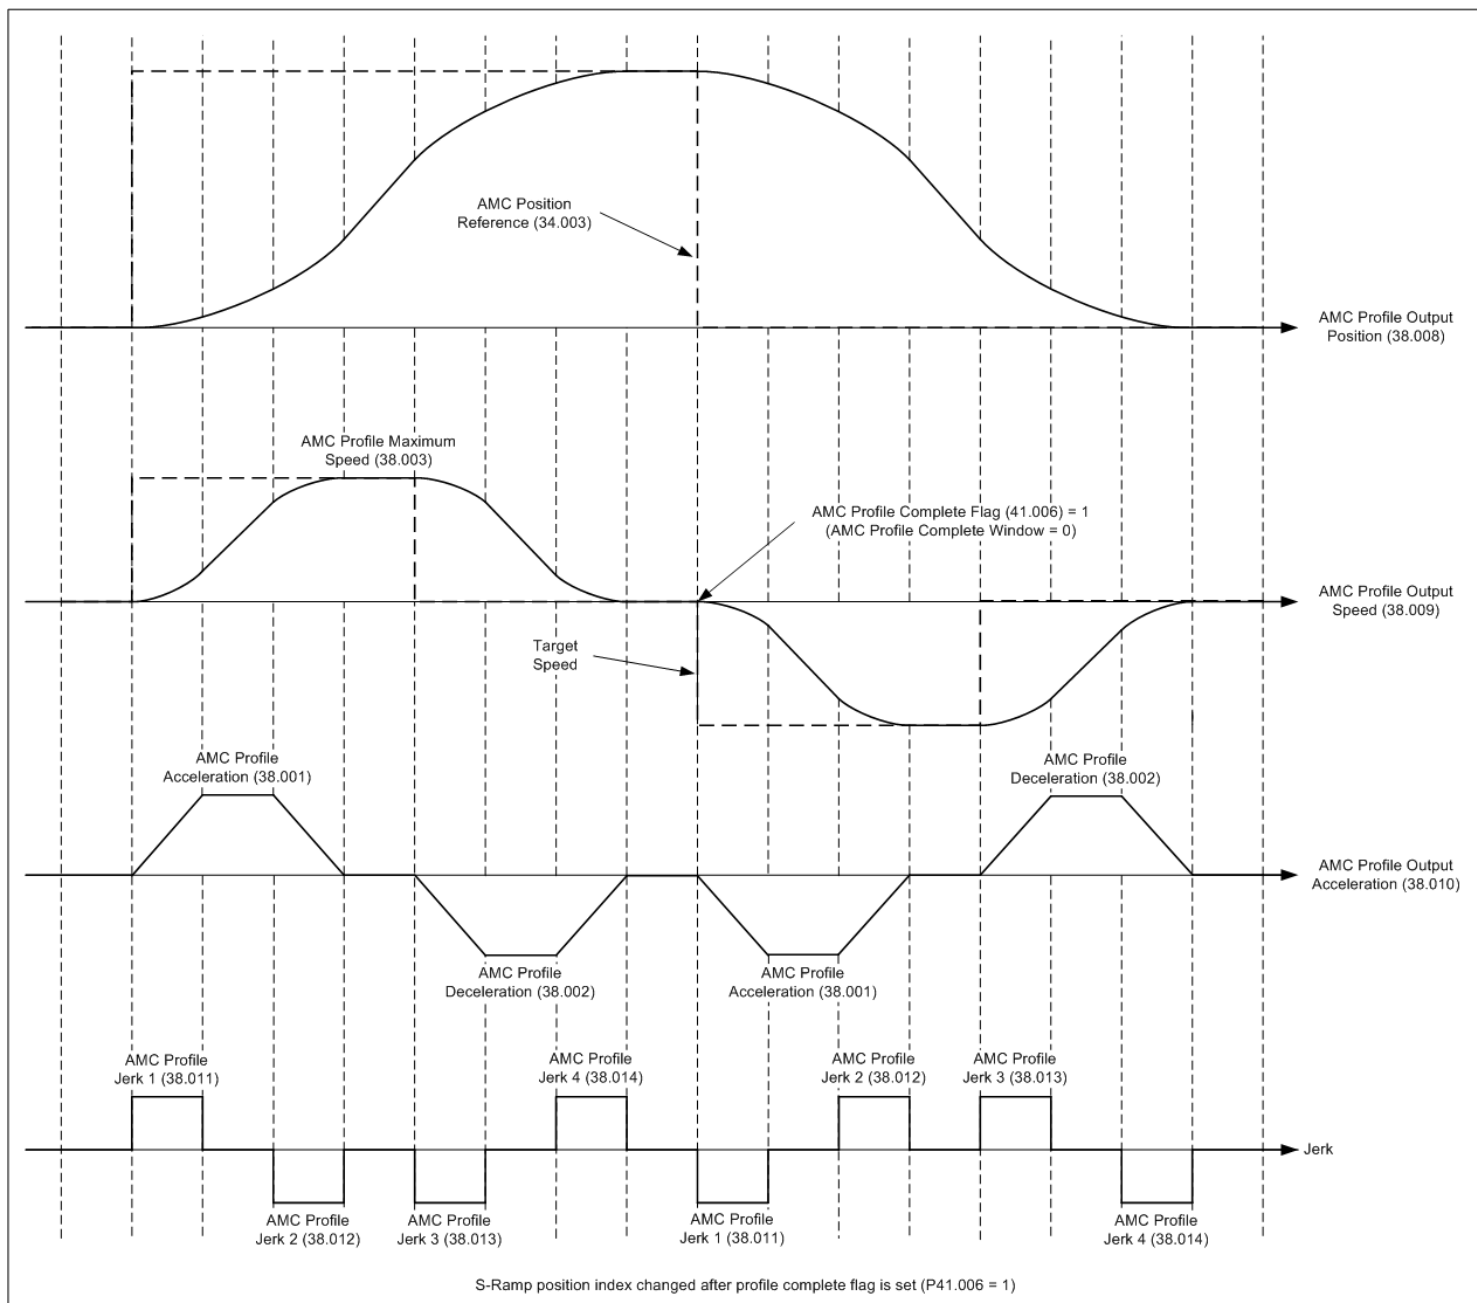 AMC Position
Reference (34.003)
AMC Profile Output
Position (38.008)
AMC Profile Maximum
Speed (38.003)
AMC Profile Complete Flag (41.006) = 1
(AMC Profile Complete Window = 0)
AMC Profile Output
Speed (38.009)
Target
Speed
AMC Profile
Acceleration (38.001)
AMC Profile
Deceleration (38.002)
AMC Profile Output
Acceleration (38.010)
AMC Profile
Deceleration (38.002)
AMC Profile
Acceleration (38.001)
AMC Profile
Jerk 1 (38.011)
AMC Profile
Jerk 4 (38.014)
AMC Profile
Jerk 2 (38.012)
AMC Profile
Jerk 3 (38.013)
Jerk
AMC Profile
Jerk 2 (38.012)
AMC Profile
Jerk 3 (38.013)
AMC Profile
Jerk 1 (38.011)
AMC Profile
Jerk 4 (38.014)
S-Ramp position index changed after profile complete flag is set (P41.006 = 1)